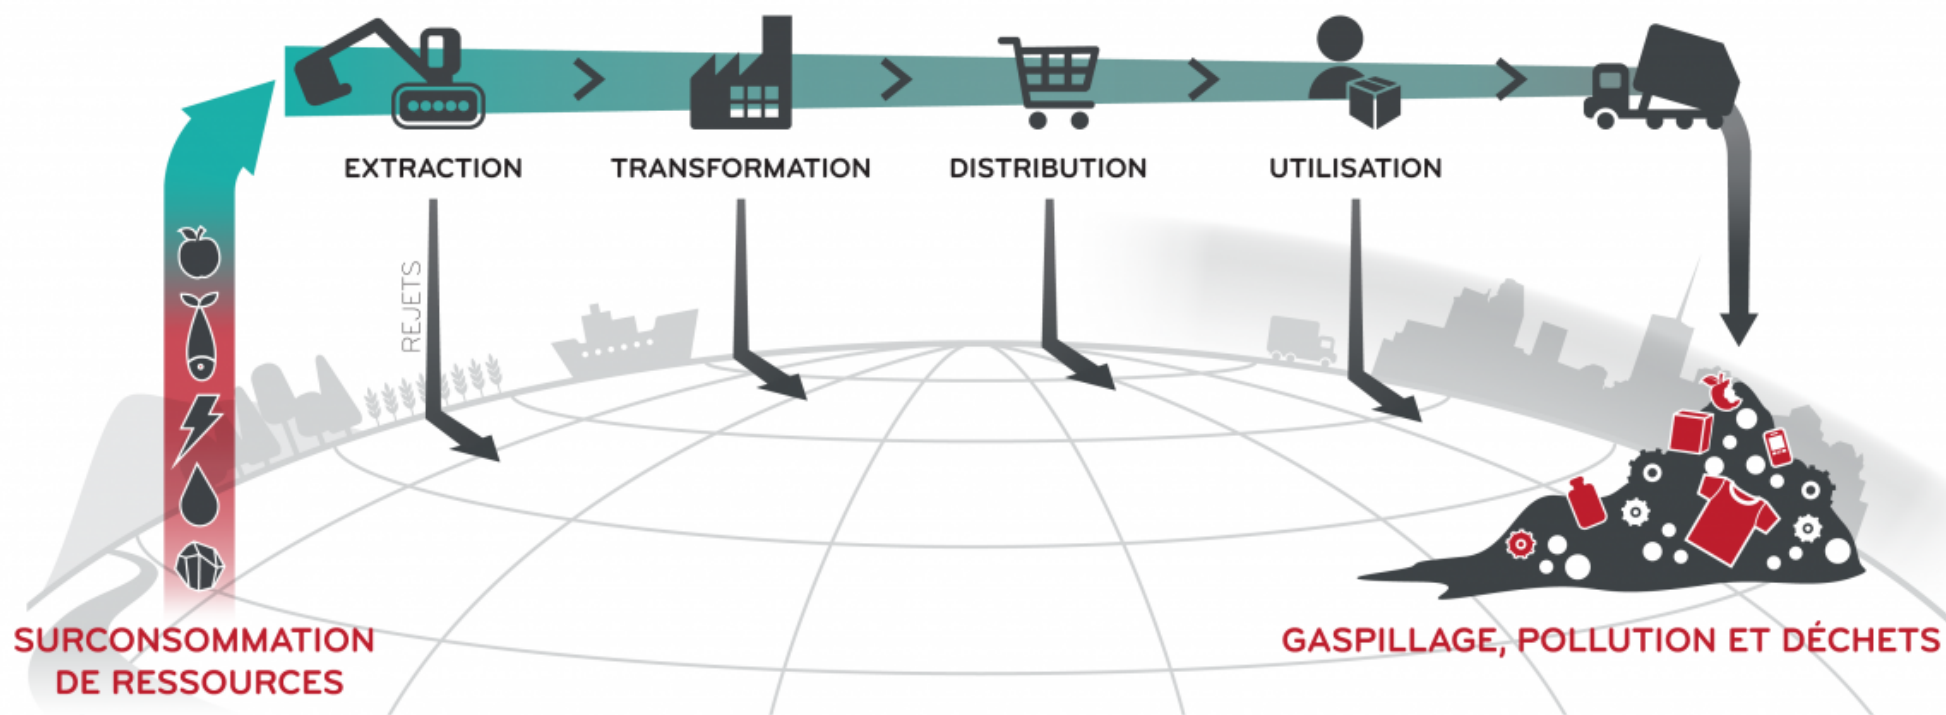 EXTRACTION
TRANSFORMATION
DISTRIBUTION
UTILISATION
REJETS
SURCONSOMMATION
DE RESSOURCES
GASPILLAGE, POLLUTION ET DÉCHETS